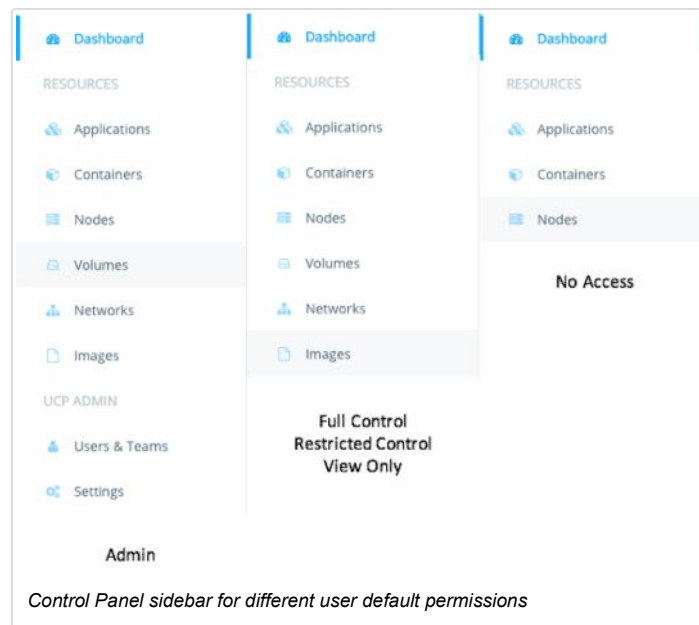 Dashboard
RESOURCES
Applications
Containers
Nodes
Volumes
Networks
Images
UCP ADMIN
Users & Teams
Settings
Admin
Dashboard
RESOURCES
Applications
Containers
Nodes
Volumes
Networks
Images
Full Control
Restricted Control
View Only
Dashboard
RESOURCES
Applications
Containers
Nodes
No Access
Control Panel sidebar for different user default permissions